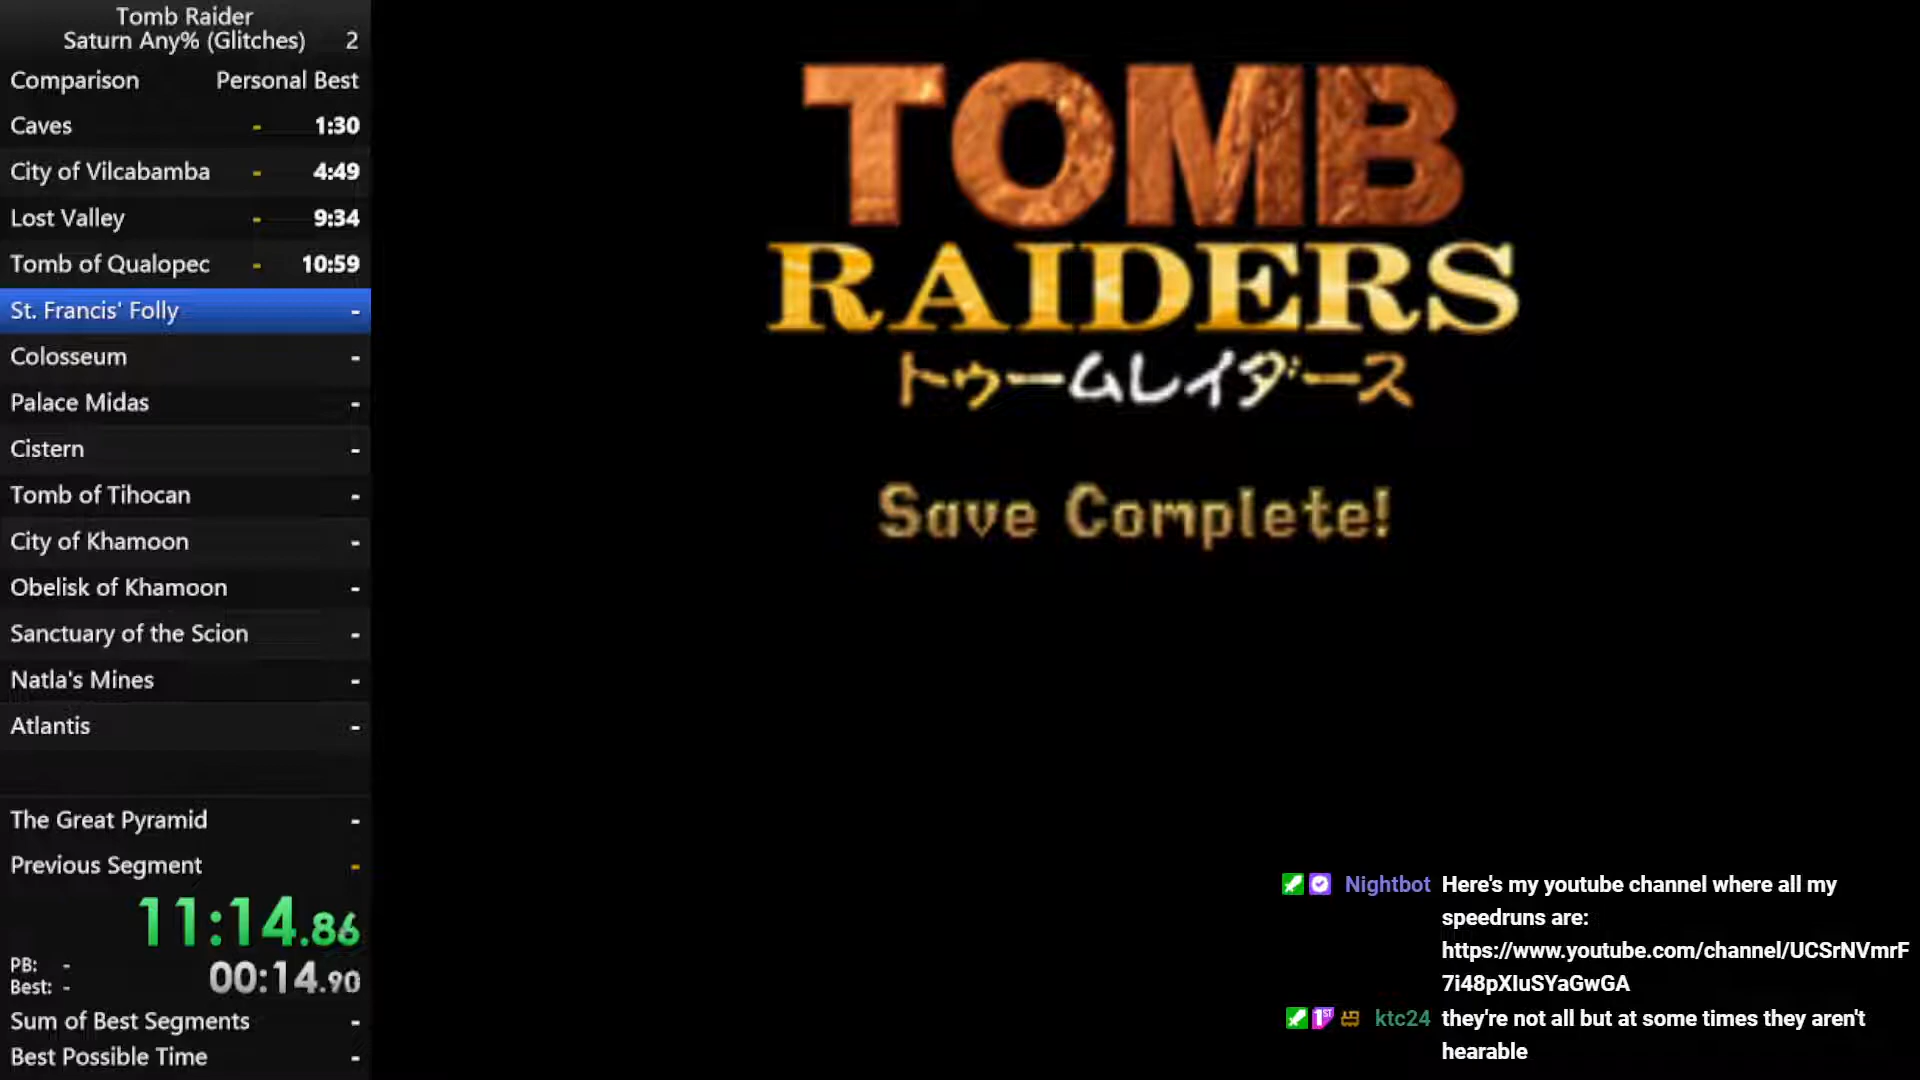 Tomb Raider
Saturn Any% (Glitches) 2
Comparison Personal Best
Caves - 1:30
City of Vilcabamba - 4:49
Lost Valley - 9:34
Tomb of Qualopec - 10:59
St. Francis' Folly -
Colosseum -
Palace Midas -
Cistern -
Tomb of Tihocan -
City of Khamoon -
Obelisk of Khamoon -
Sanctuary of the Scion -
Natla's Mines -
Atlantis -
The Great Pyramid -
Previous Segment -
11:14.86
PB: -
Best: -
00:14.90
Sum of Best Segments -
Best Possible Time -
TOMB
RAIDERS
トゥームレイダース
Save Complete!
Nightbot Here's my youtube channel where all my
speedruns are:
https://www.youtube.com/channel/UCSrNVmrF
7i48pXIuSYaGwGA
1ST ktc24 they're not all but at some times they aren't
hearable